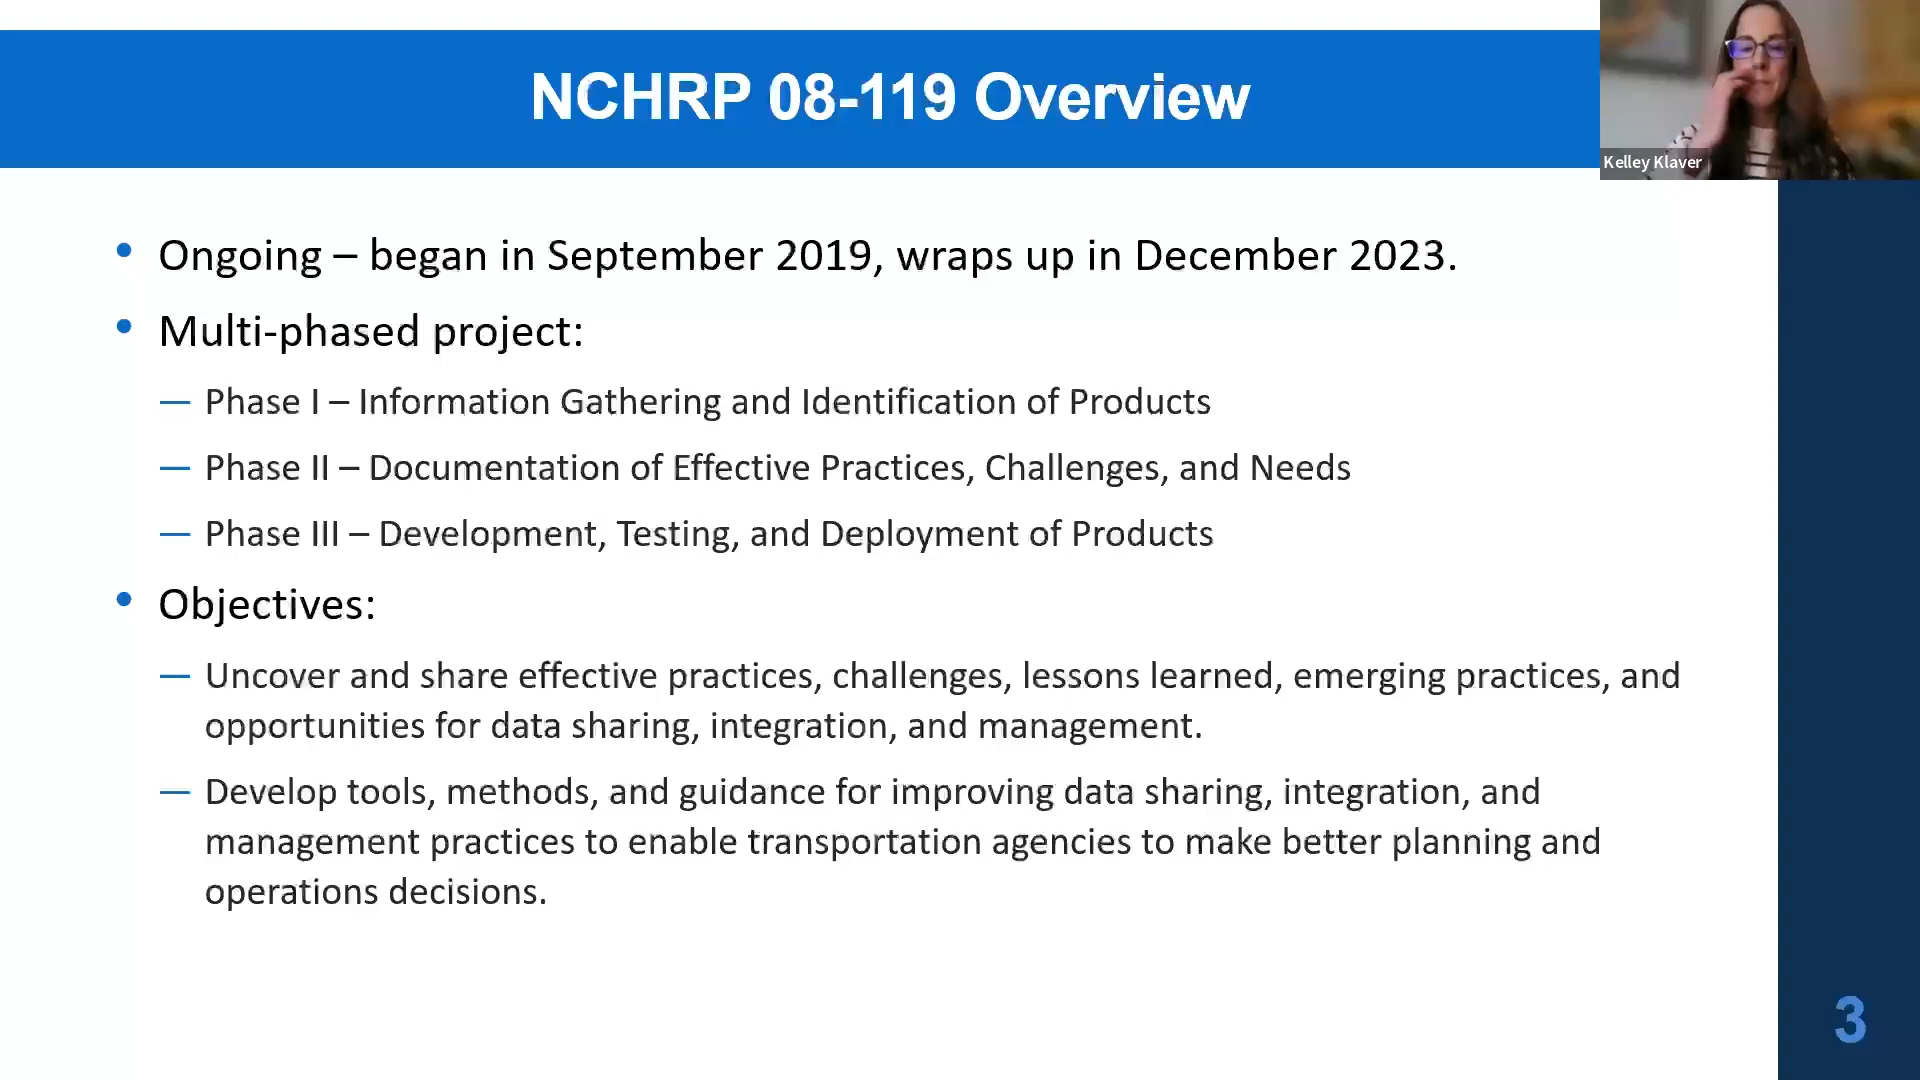 NCHRP 08-119 Overview
Kelley Klaver
• Ongoing – began in September 2019, wraps up in December 2023.
• Multi-phased project:
— Phase I – Information Gathering and Identification of Products
— Phase II – Documentation of Effective Practices, Challenges, and Needs
— Phase III – Development, Testing, and Deployment of Products
• Objectives:
— Uncover and share effective practices, challenges, lessons learned, emerging practices, and
opportunities for data sharing, integration, and management.
— Develop tools, methods, and guidance for improving data sharing, integration, and
management practices to enable transportation agencies to make better planning and
operations decisions.
3